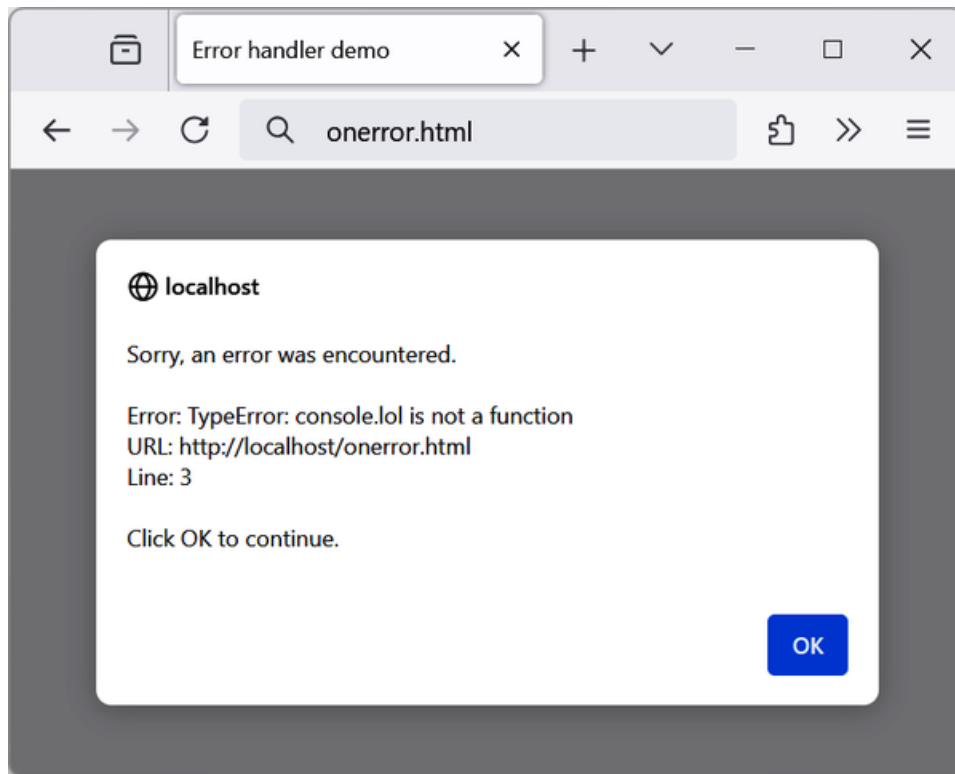 Error handler demo
onerror.html
localhost
Sorry, an error was encountered.
Error: TypeError: console.lol is not a function
URL: http://localhost/onerror.html
Line: 3
Click OK to continue.
OK